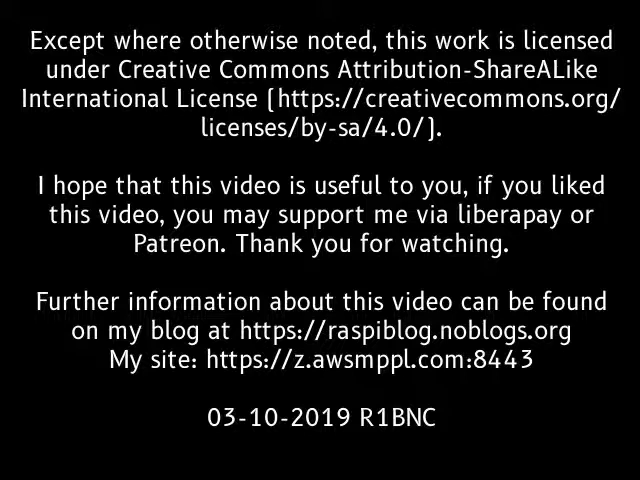 Except where otherwise noted, this work is licensed
under Creative Commons Attribution-ShareALike
International License (https://creativecommons.org/
licenses/by-sa/4.0/).
I hope that this video is useful to you, if you liked
this video, you may support me via liberapay or
Patreon. Thank you for watching.
Further information about this video can be found
on my blog at https://raspiblog.noblogs.org
My site: https://z.awsmppl.com:8443
03-10-2019 R1BNC